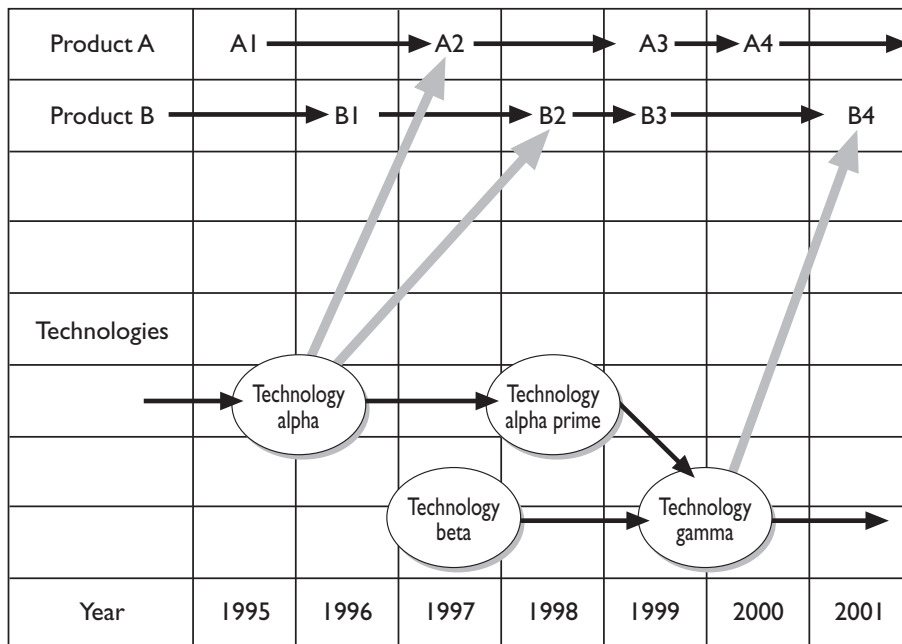 Product A A1 A2 A3 A4
Product B B1 B2 B3 B4
Technologies
Technology
alpha
Technology
alpha prime
Technology
beta
Technology
gamma
Year 1995 1996 1997 1998 1999 2000 2001